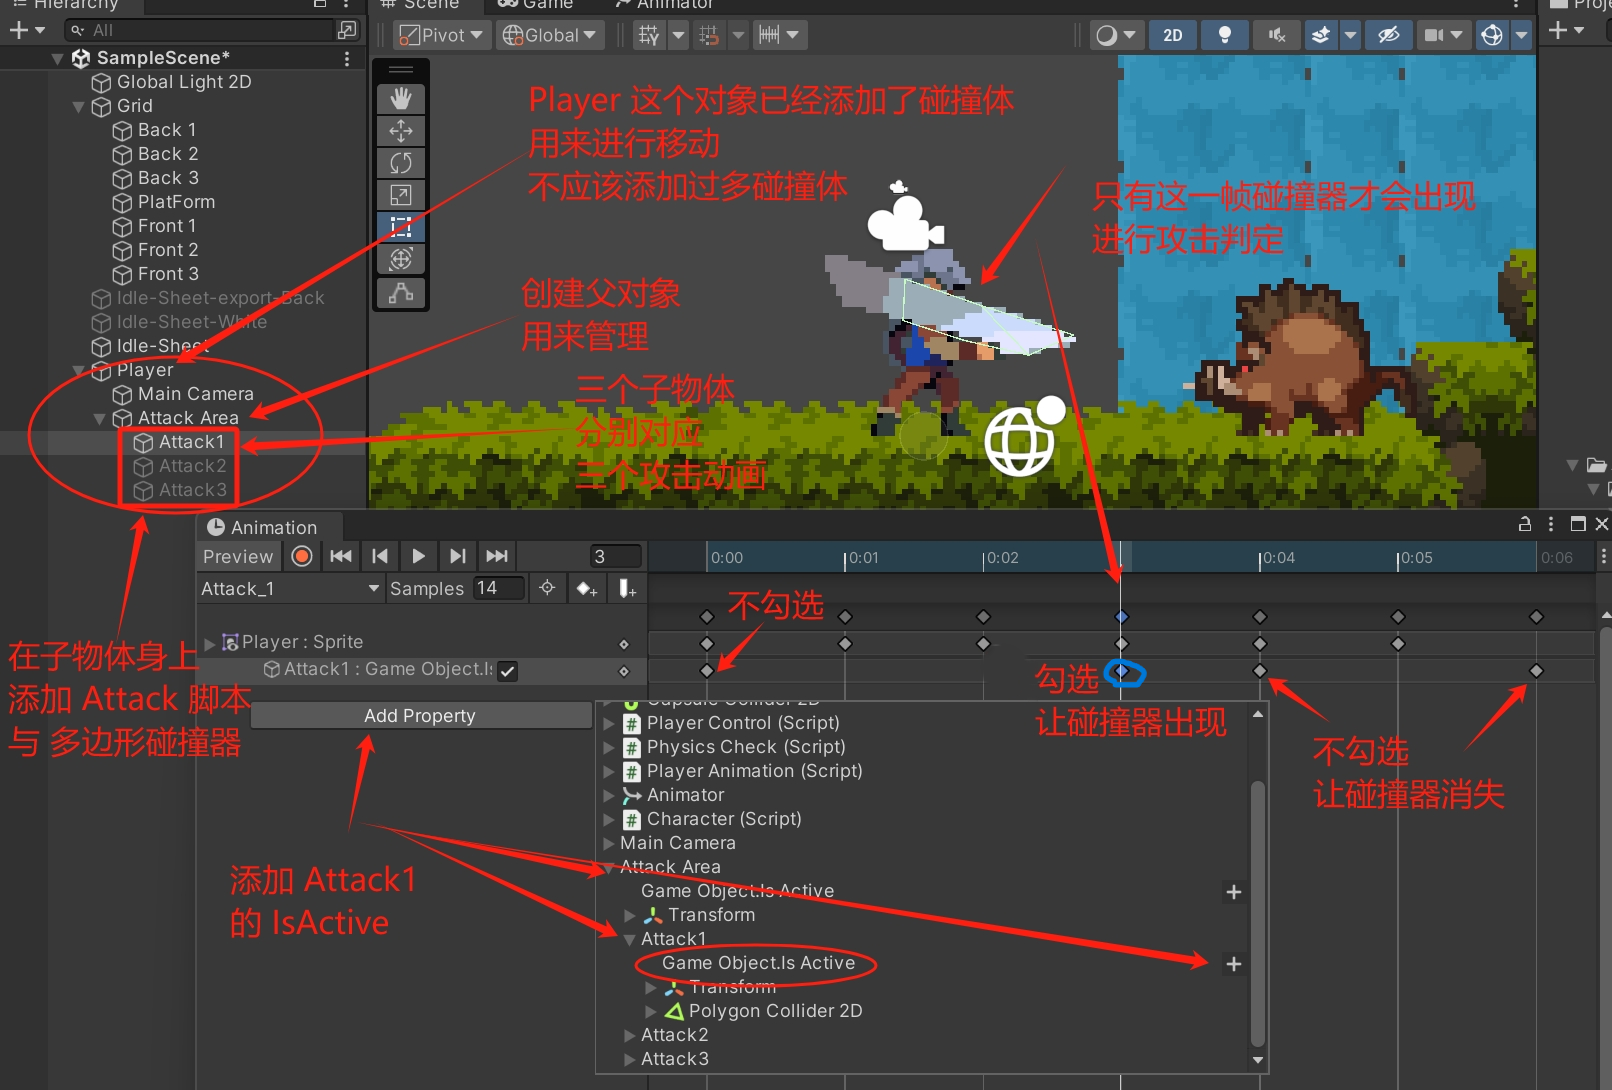 Hierarchy
Scene
Game
Animator
Proj
All
Pivot
Global
2D
SampleScene*
Global Light 2D
Grid
Back 1
Back 2
Back 3
PlatForm
Front 1
Front 2
Front 3
Idle-Sheet-export-Back
Idle-Sheet-White
Idle-Sheet
Player
Main Camera
Attack Area
Attack1
Attack2
Attack3
Player 这个对象已经添加了碰撞体
用来进行移动
不应该添加过多碰撞体
只有这一帧碰撞器才会出现
进行攻击判定
创建父对象
用来管理
三个子物体
分别对应
三个攻击动画
在子物体身上
添加 Attack 脚本
与 多边形碰撞器
Animation
Preview
3
0:00
0:01
0:02
0:04
0:05
0:06
Attack_1
Samples
14
不勾选
Player : Sprite
Attack1 : Game Object.Is
勾选
让碰撞器出现
不勾选
让碰撞器消失
Add Property
添加 Attack1
的 IsActive
Capsule Collider 2D
Player Control (Script)
Physics Check (Script)
Player Animation (Script)
Animator
Character (Script)
Main Camera
Attack Area
Game Object.Is Active
Transform
Attack1
Game Object.Is Active
Transform
Polygon Collider 2D
Attack2
Attack3